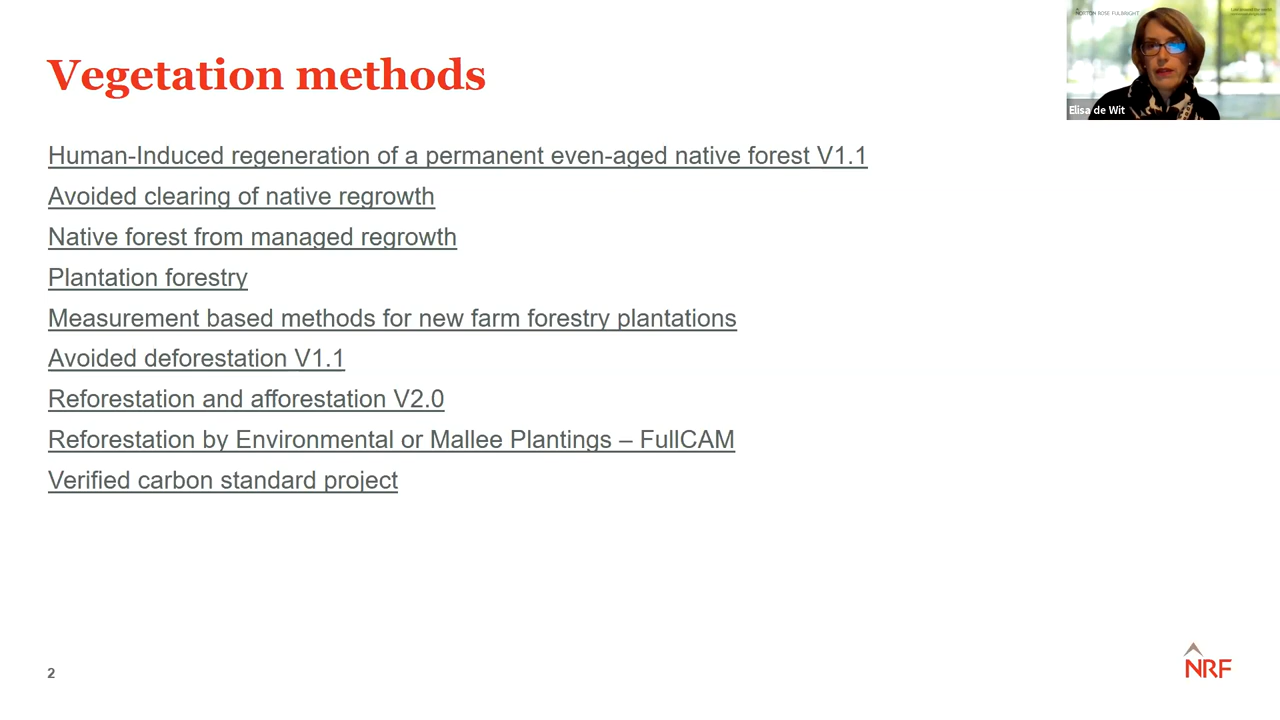 Vegetation methods
NORTON ROSE FULBRIGHT
Elisa de Wit
Human-Induced regeneration of a permanent even-aged native forest V1.1
Avoided clearing of native regrowth
Native forest from managed regrowth
Plantation forestry
Measurement based methods for new farm forestry plantations
Avoided deforestation V1.1
Reforestation and afforestation V2.0
Reforestation by Environmental or Mallee Plantings – FullCAM
Verified carbon standard project
2
NRF